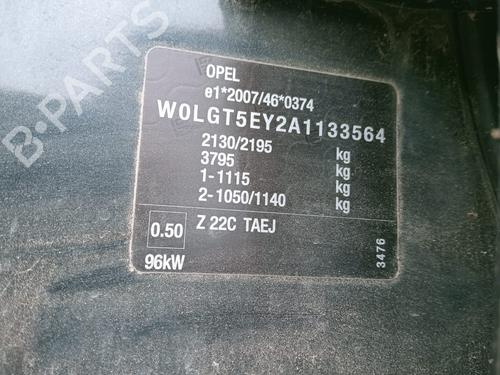 OPEL
e1*2007/46*0374
W0LGT5EY2A1133564
2130/2195 kg
3795 kg
1-1115 kg
2-1050/1140 kg
0.50 Z 22C TAEJ
96kW
3476
B-PARTS